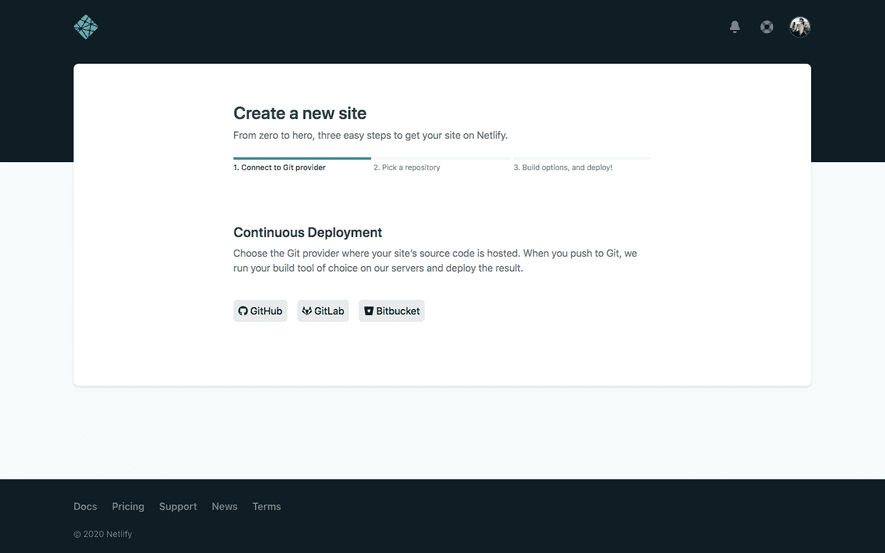 Create a new site
From zero to hero, three easy steps to get your site on Netlify.
1. Connect to Git provider
2. Pick a repository
3. Build options, and deploy!
Continuous Deployment
Choose the Git provider where your site's source code is hosted. When you push to Git, we
run your build tool of choice on our servers and deploy the result.
GitHub
GitLab
Bitbucket
Docs Pricing Support News Terms
© 2020 Netlify